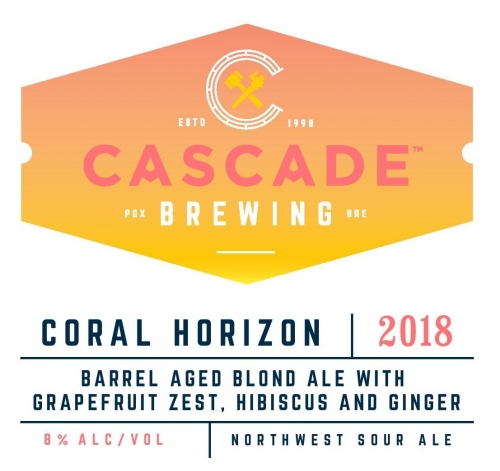 ESTD 1998
CASCADE™
PDX BREWING ORE
CORAL HORIZON 2018
BARREL AGED BLOND ALE WITH
GRAPEFRUIT ZEST, HIBISCUS AND GINGER
8% ALC/VOL NORTHWEST SOUR ALE